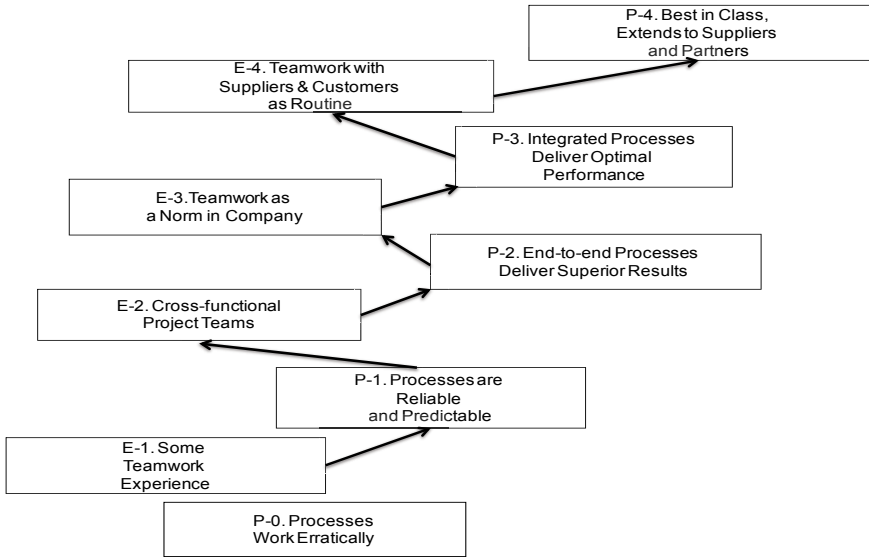 P-4. Best in Class,
Extends to Suppliers
and Partners
E-4. Teamwork with
Suppliers & Customers
as Routine
P-3. Integrated Processes
Deliver Optimal
Performance
E-3. Teamwork as
a Norm in Company
P-2. End-to-end Processes
Deliver Superior Results
E-2. Cross-functional
Project Teams
P-1. Processes are
Reliable
and Predictable
E-1. Some
Teamwork
Experience
P-0. Processes
Work Erratically